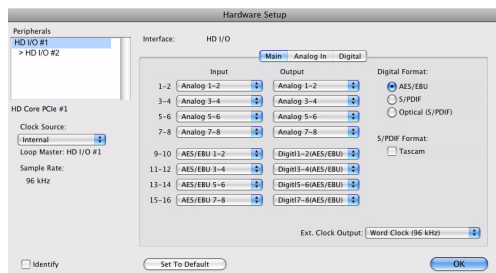 Hardware Setup
Peripherals
HD I/O #1
> HD I/O #2
HD Core PCIe #1
Clock Source:
Internal
Loop Master: HD I/O #1
Sample Rate:
96 kHz
Identify
Interface: HD I/O
Main Analog In Digital
Input Output
1-2 Analog 1-2 Analog 1-2
3-4 Analog 3-4 Analog 3-4
5-6 Analog 5-6 Analog 5-6
7-8 Analog 7-8 Analog 7-8
9-10 AES/EBU 1-2 Digitl1-2(AES/EBU)
11-12 AES/EBU 3-4 Digitl3-4(AES/EBU)
13-14 AES/EBU 5-6 Digitl5-6(AES/EBU)
15-16 AES/EBU 7-8 Digitl7-8(AES/EBU)
Digital Format:
AES/EBU
S/PDIF
Optical (S/PDIF)
S/PDIF Format:
Tascam
Ext. Clock Output: Word Clock (96 kHz)
Set To Default
OK